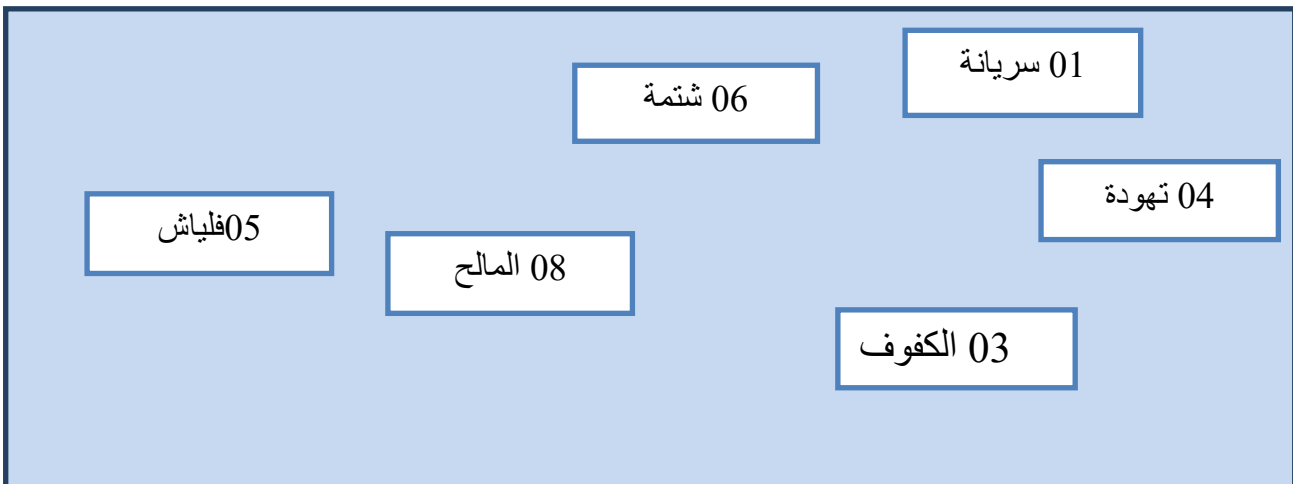 01 سريانة
06 شتمة
04 تهودة
05فلياش
08 المالح
03 الكفوف